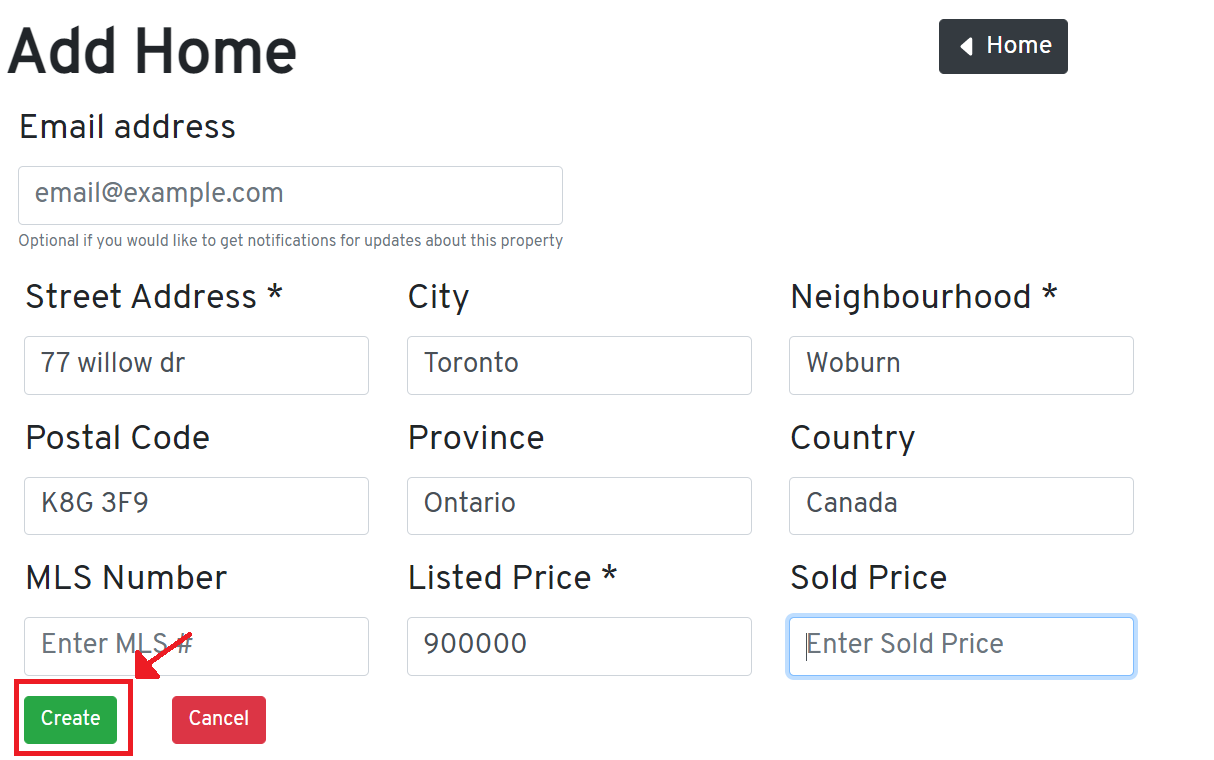 Add Home
Home
Email address
email@example.com
Optional if you would like to get notifications for updates about this property
Street Address * City Neighbourhood *
77 willow dr Toronto Woburn
Postal Code Province Country
K8G 3F9 Ontario Canada
MLS Number Listed Price * Sold Price
Enter MLS # 900000 Enter Sold Price
Create Cancel